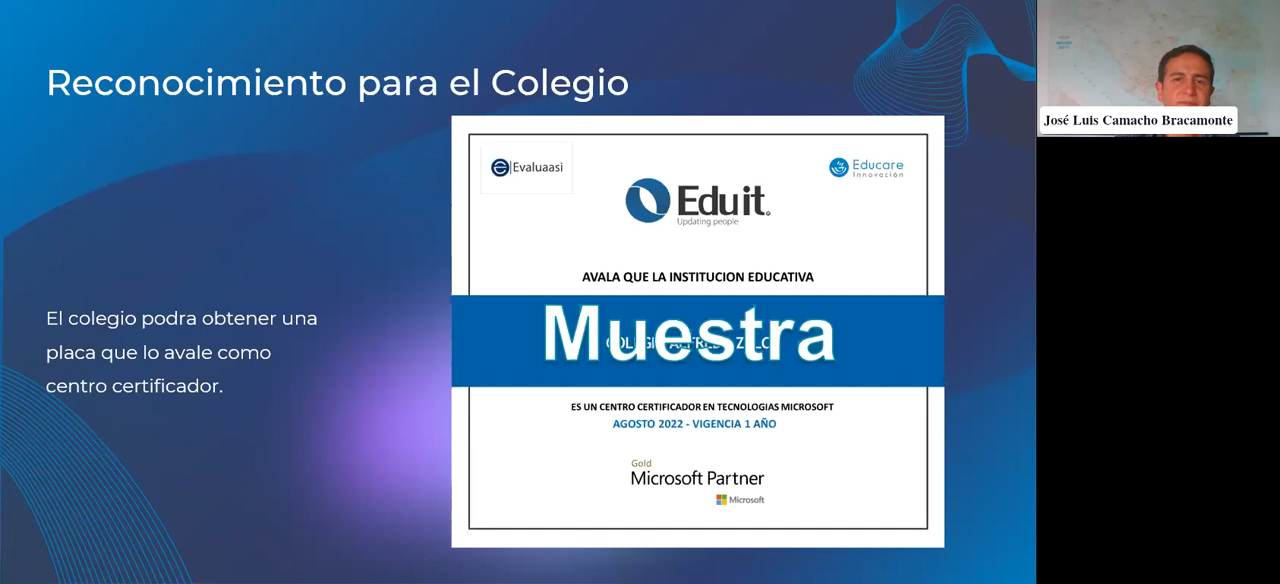 Reconocimiento para el Colegio
José Luis Camacho Bracamonte
Evaluaasi
Educare
Innovación
Eduit.
Updating people
AVALA QUE LA INSTITUCION EDUCATIVA
Muestra
El colegio podra obtener una
placa que lo avale como
centro certificador.
ES UN CENTRO CERTIFICADOR EN TECNOLOGIAS MICROSOFT
AGOSTO 2022 - VIGENCIA 1 AÑO
Gold
Microsoft Partner
Microsoft